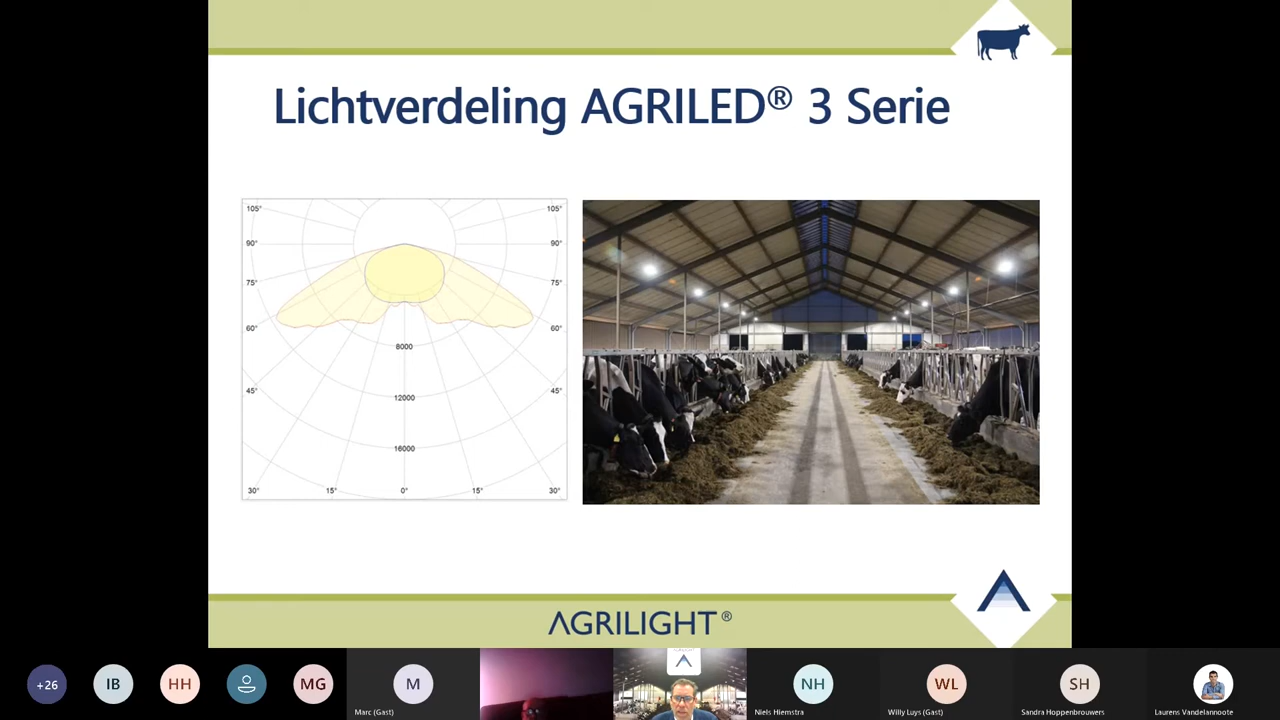 Lichtverdeling AGRILED® 3 Serie
105° 105°
90° 90°
75° 75°
60° 60°
8000
45° 45°
12000
16000
30° 15° 0° 15° 30°
AGRILIGHT®
+26
IB
HH
MG
M
Marc (Gast)
NH
Niels Hiemstra
WL
Willy Luys (Gast)
SH
Sandra Hoppenbrouwers
Laurens Vandelannoote